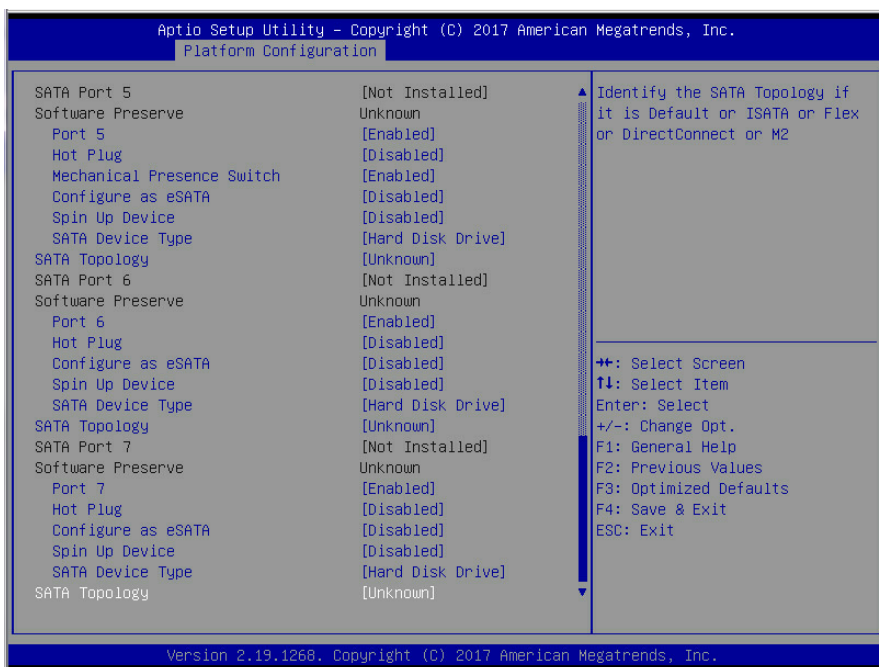 Aptio Setup Utility – Copyright (C) 2017 American Megatrends, Inc.
Platform Configuration
SATA Port 5 [Not Installed]
Software Preserve Unknown
Port 5 [Enabled]
Hot Plug [Disabled]
Mechanical Presence Switch [Enabled]
Configure as eSATA [Disabled]
Spin Up Device [Disabled]
SATA Device Type [Hard Disk Drive]
SATA Topology [Unknown]
SATA Port 6 [Not Installed]
Software Preserve Unknown
Port 6 [Enabled]
Hot Plug [Disabled]
Configure as eSATA [Disabled]
Spin Up Device [Disabled]
SATA Device Type [Hard Disk Drive]
SATA Topology [Unknown]
SATA Port 7 [Not Installed]
Software Preserve Unknown
Port 7 [Enabled]
Hot Plug [Disabled]
Configure as eSATA [Disabled]
Spin Up Device [Disabled]
SATA Device Type [Hard Disk Drive]
SATA Topology [Unknown]
Identify the SATA Topology if
it is Default or ISATA or Flex
or DirectConnect or M2
→←: Select Screen
↑↓: Select Item
Enter: Select
+/-: Change Opt.
F1: General Help
F2: Previous Values
F3: Optimized Defaults
F4: Save & Exit
ESC: Exit
Version 2.19.1268. Copyright (C) 2017 American Megatrends, Inc.